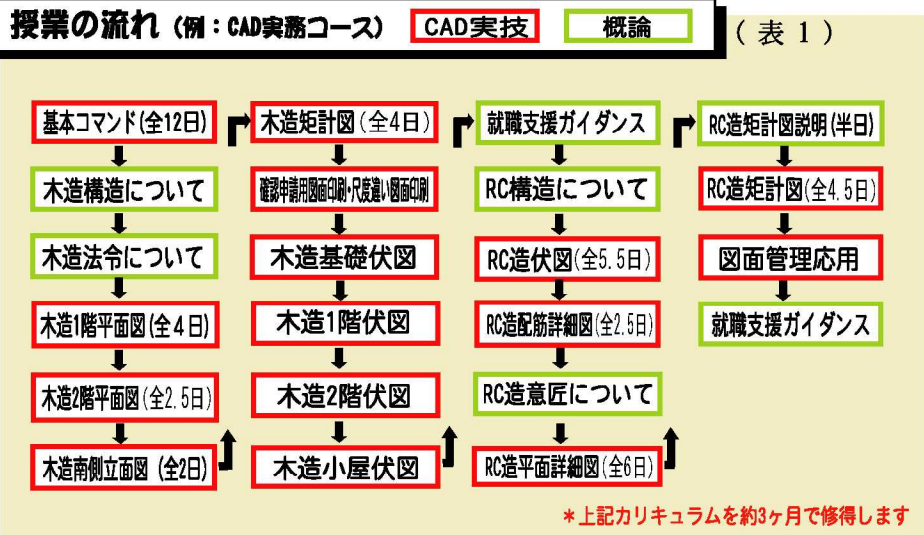 授業の流れ(例:CAD実務コース) CAD実技 概論 (表1)
基本コマンド(全12日)
木造構造について
木造法令について
木造1階平面図(全4日)
木造2階平面図(全2.5日)
木造南側立面図(全2日)
木造矩計図(全4日)
確認申請用図面印刷・尺度違い図面印刷
木造基礎伏図
木造1階伏図
木造2階伏図
木造小屋伏図
就職支援ガイダンス
RC構造について
RC造伏図(全5.5日)
RC造配筋詳細図(全2.5日)
RC造意匠について
RC造平面詳細図(全6日)
RC造矩計図説明(半日)
RC造矩計図(全4.5日)
図面管理応用
就職支援ガイダンス
*上記カリキュラムを約3ヶ月で修得します